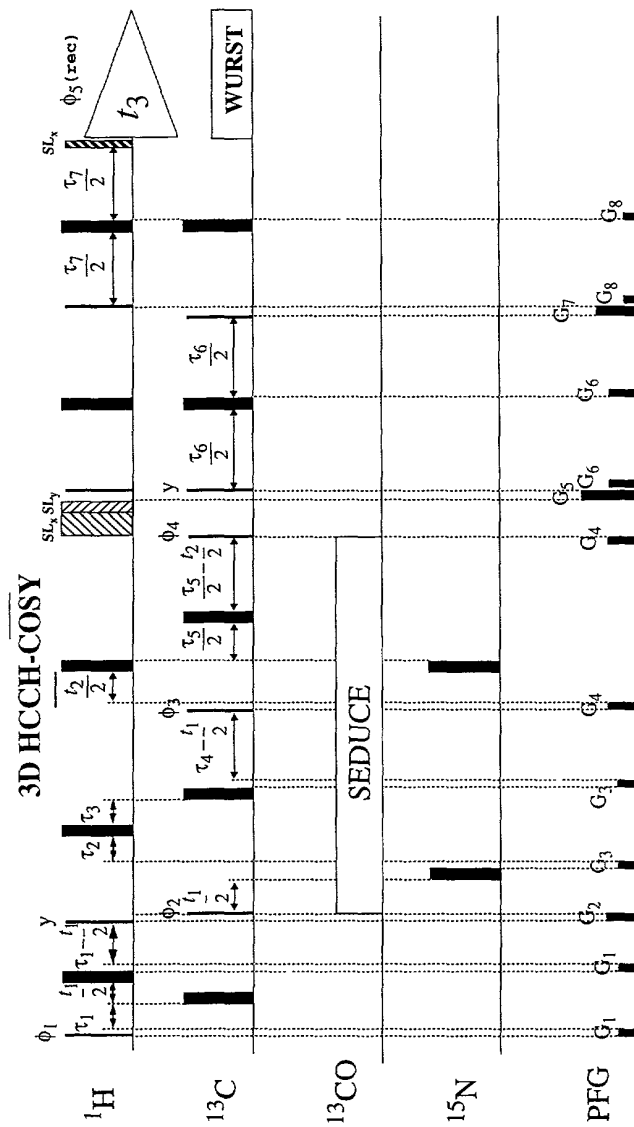 3D HCCH-COSY
φ₁ y SLₓ SL_y SLₓ φ₅(rec)
¹H τ₁ t₁/2 τ₁-t₁/2 τ₂ τ₃ t₂/2 τ₇/2 τ₇/2 t₃
φ₂ φ₃ φ₄ y
¹³C t₁/2 τ₄-t₁/2 τ₅/2 τ₅/2-t₂/2 τ₆/2 τ₆/2 WURST
¹³CO SEDUCE
¹⁵N
PFG G₁ G₁ G₂ G₃ G₃ G₄ G₄ G₅ G₆ G₆ G₇ G₈ G₈